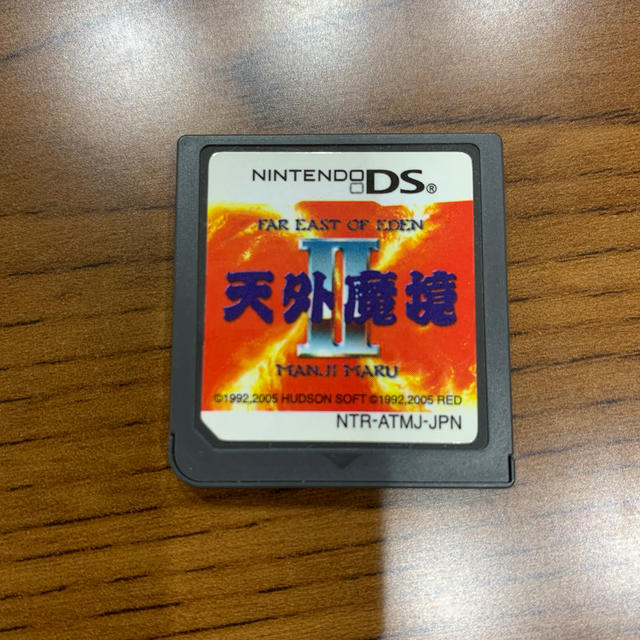 NINTENDO DS®
FAR EAST OF EDEN
II
天外魔境
MANJI MARU
©1992,2005 HUDSON SOFT ©1992,2005 RED
NTR-ATMJ-JPN